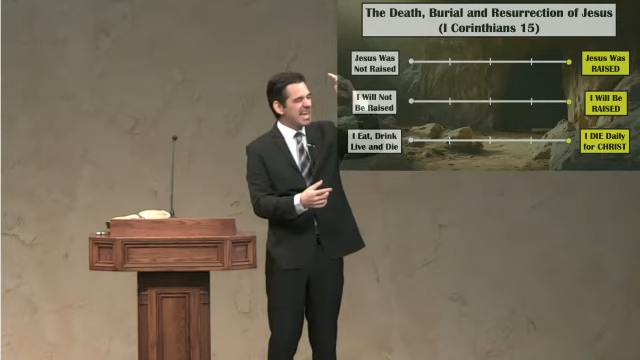 The Death, Burial and Resurrection of Jesus
(I Corinthians 15)
Jesus Was
Not Raised
Jesus Was
RAISED
I Will Not
Be Raised
I Will Be
RAISED
I Eat, Drink
Live and Die
I DIE Daily
for CHRIST